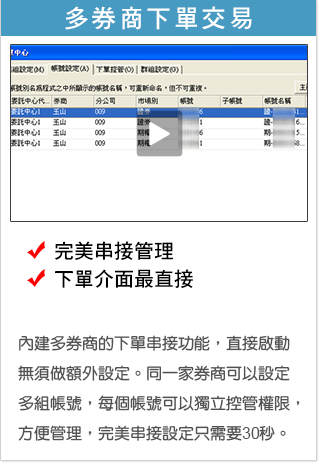 多券商下單交易
中心
組設定(M) 帳號設定(A) 下單控管(O) 群組設定(G)
帳號別名為程式之中所顯示的帳號名稱，可重新命名，但不可重複。
委託中心代... 券商 分公司 市場別 帳號 子帳號 帳號名稱
委託中心1 玉山 009 證券 6 證- 1...
委託中心1 玉山 009 證券 1 證- 5...
委託中心1 玉山 009 期權 6 期- 5...
委託中心1 玉山 009 期權 1 期- 8...
完美串接管理
下單介面最直接
內建多券商的下單串接功能，直接啟動
無須做額外設定。同一家券商可以設定
多組帳號，每個帳號可以獨立控管權限，
方便管理，完美串接設定只需要30秒。